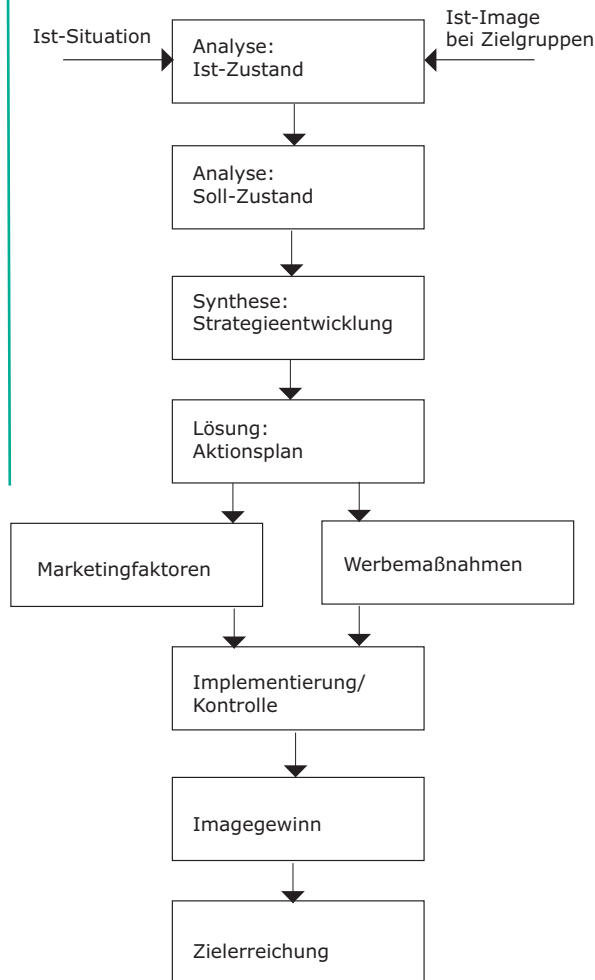 Ist-Situation
Ist-Image
bei Zielgruppen
Analyse:
Ist-Zustand
Analyse:
Soll-Zustand
Synthese:
Strategieentwicklung
Lösung:
Aktionsplan
Marketingfaktoren
Werbemaßnahmen
Implementierung/
Kontrolle
Imagegewinn
Zielerreichung